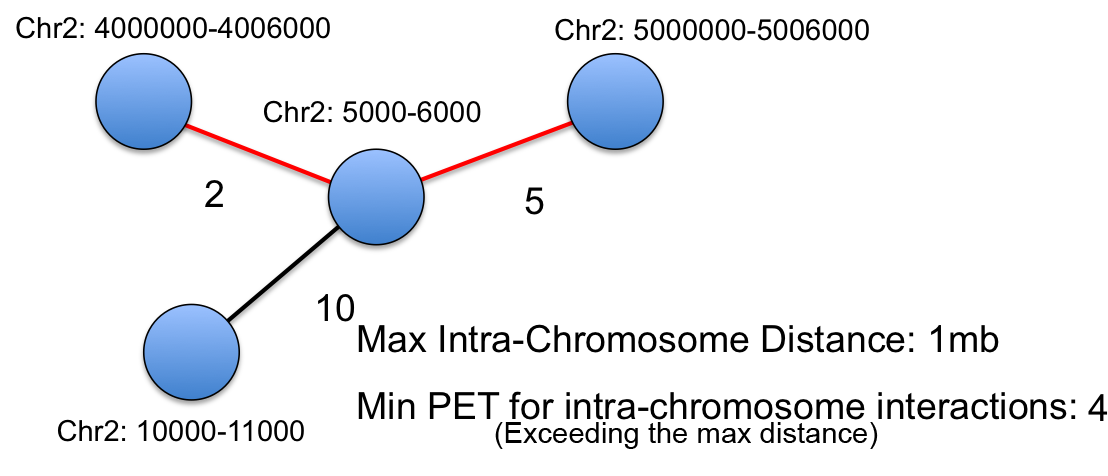 Chr2: 4000000-4006000
Chr2: 5000000-5006000
Chr2: 5000-6000
2
5
10
Max Intra-Chromosome Distance: 1mb
Min PET for intra-chromosome interactions: 4
(Exceeding the max distance)
Chr2: 10000-11000